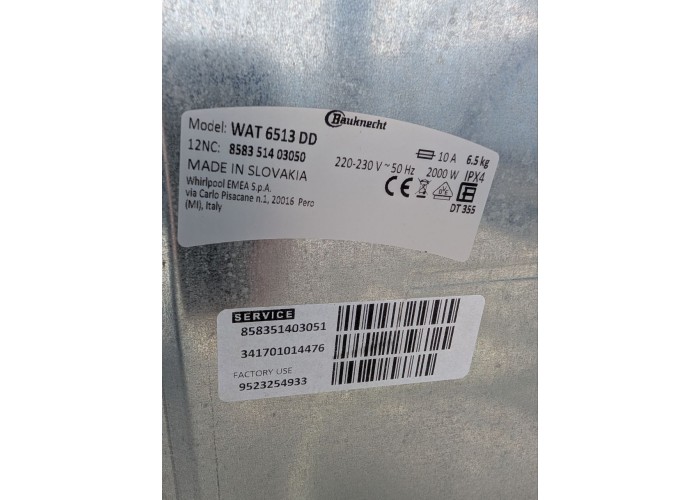 Bauknecht
Model: WAT 6513 DD
12NC: 8583 514 03050
MADE IN SLOVAKIA
Whirlpool EMEA S.p.A.
via Carlo Pisacane n.1, 20016 Pero
(MI), Italy
10 A 6.5 kg
220-230 V ~ 50 Hz 2000 W IPX4
CE
DT 355
SERVICE
858351403051
341701014476
FACTORY USE
9523254933